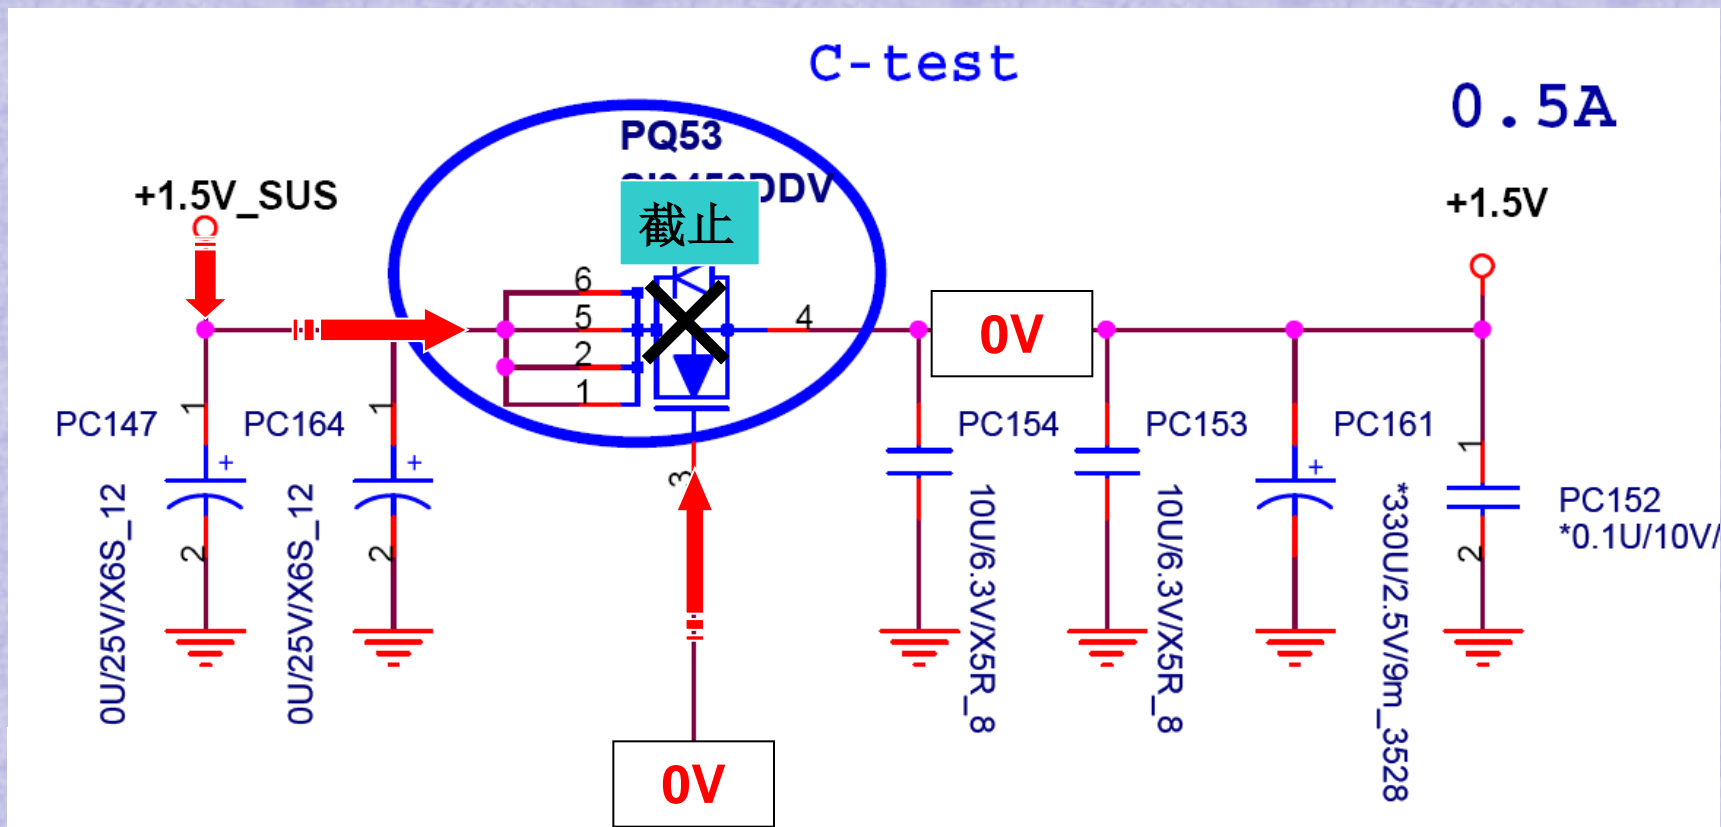 C-test
0.5A
PQ53
+1.5V_SUS
+1.5V
截止
6
5
2
1
4
3
0V
PC147
1
+
2
0U/25V/X6S_12
PC164
1
+
2
0U/25V/X6S_12
PC154
10U/6.3V/X5R_8
PC153
10U/6.3V/X5R_8
PC161
+
*330U/2.5V/9m_3528
1
2
PC152
*0.1U/10V/
0V